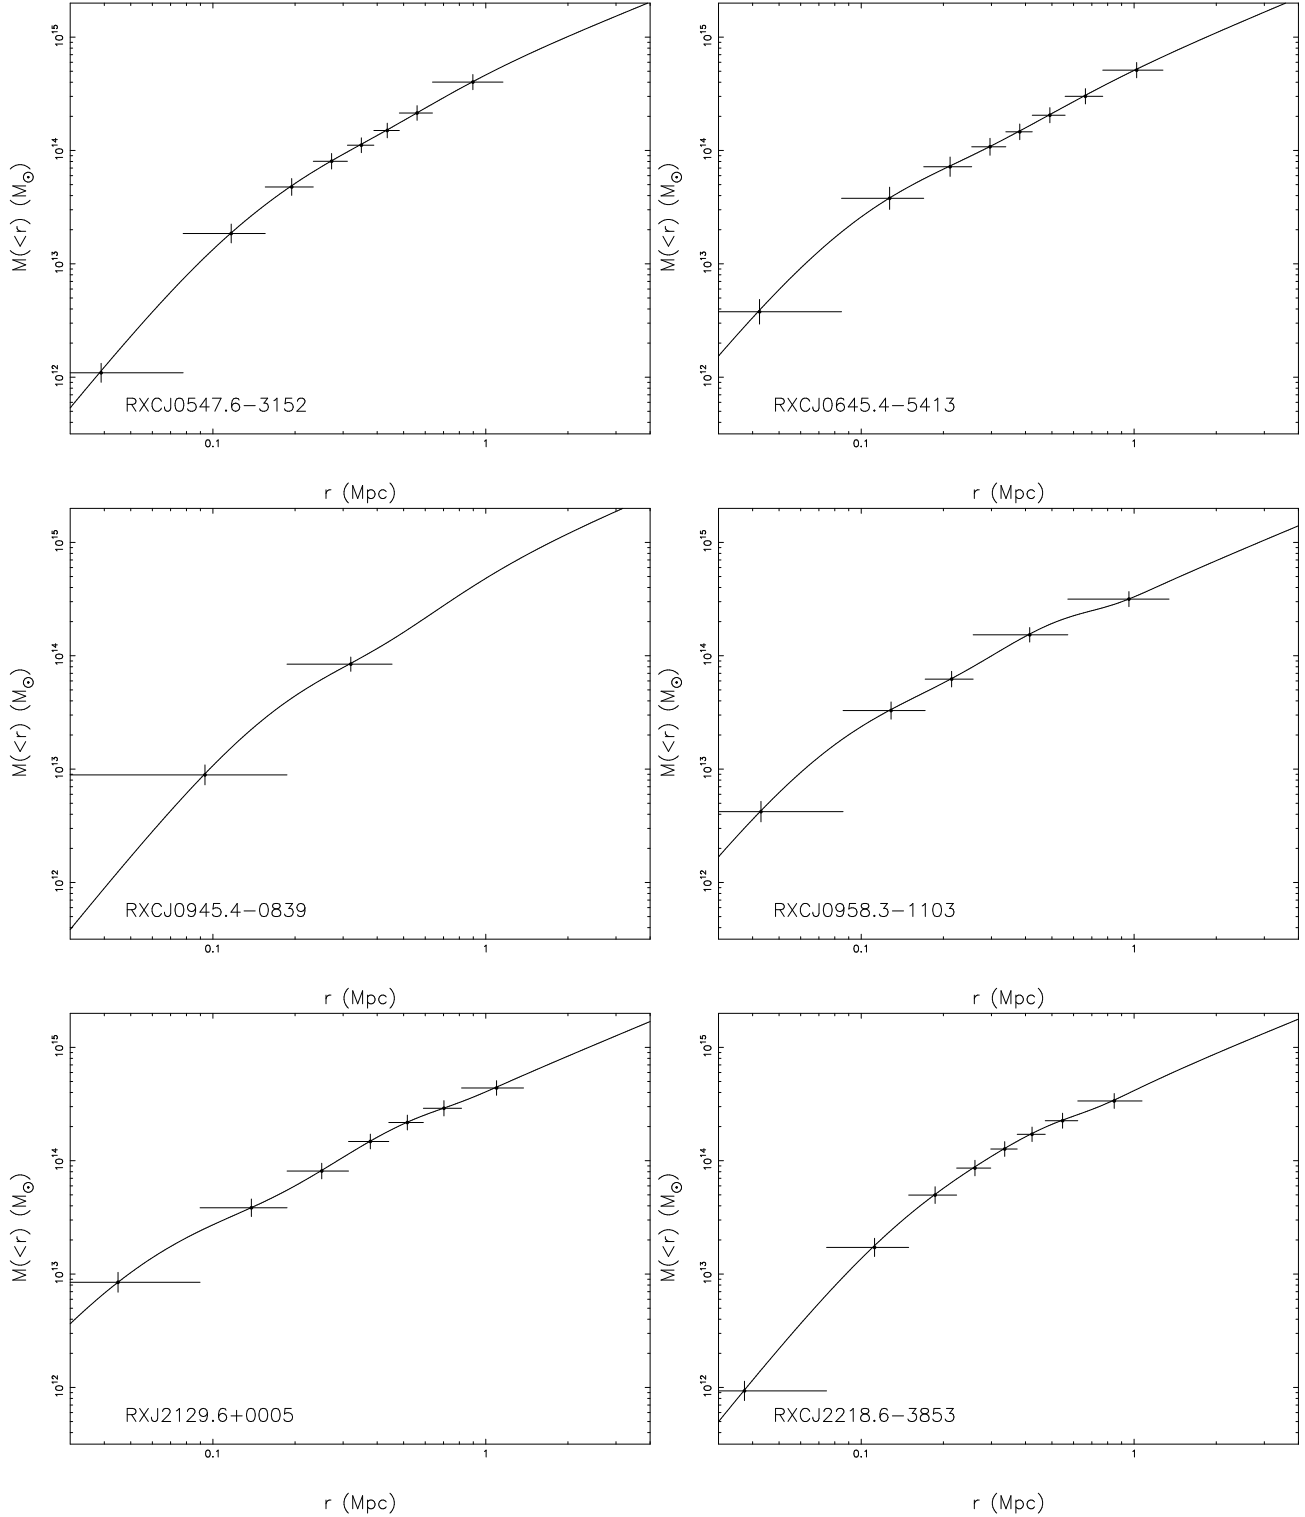 10¹⁵
10¹⁴
10¹³
10¹²
M(<r) (M⊙)
RXCJ0547.6−3152
0.1 1
r (Mpc)
10¹⁵
10¹⁴
10¹³
10¹²
M(<r) (M⊙)
RXCJ0645.4−5413
0.1 1
r (Mpc)
10¹⁵
10¹⁴
10¹³
10¹²
M(<r) (M⊙)
RXCJ0945.4−0839
0.1 1
r (Mpc)
10¹⁵
10¹⁴
10¹³
10¹²
M(<r) (M⊙)
RXCJ0958.3−1103
0.1 1
r (Mpc)
10¹⁵
10¹⁴
10¹³
10¹²
M(<r) (M⊙)
RXJ2129.6+0005
0.1 1
r (Mpc)
10¹⁵
10¹⁴
10¹³
10¹²
M(<r) (M⊙)
RXCJ2218.6−3853
0.1 1
r (Mpc)